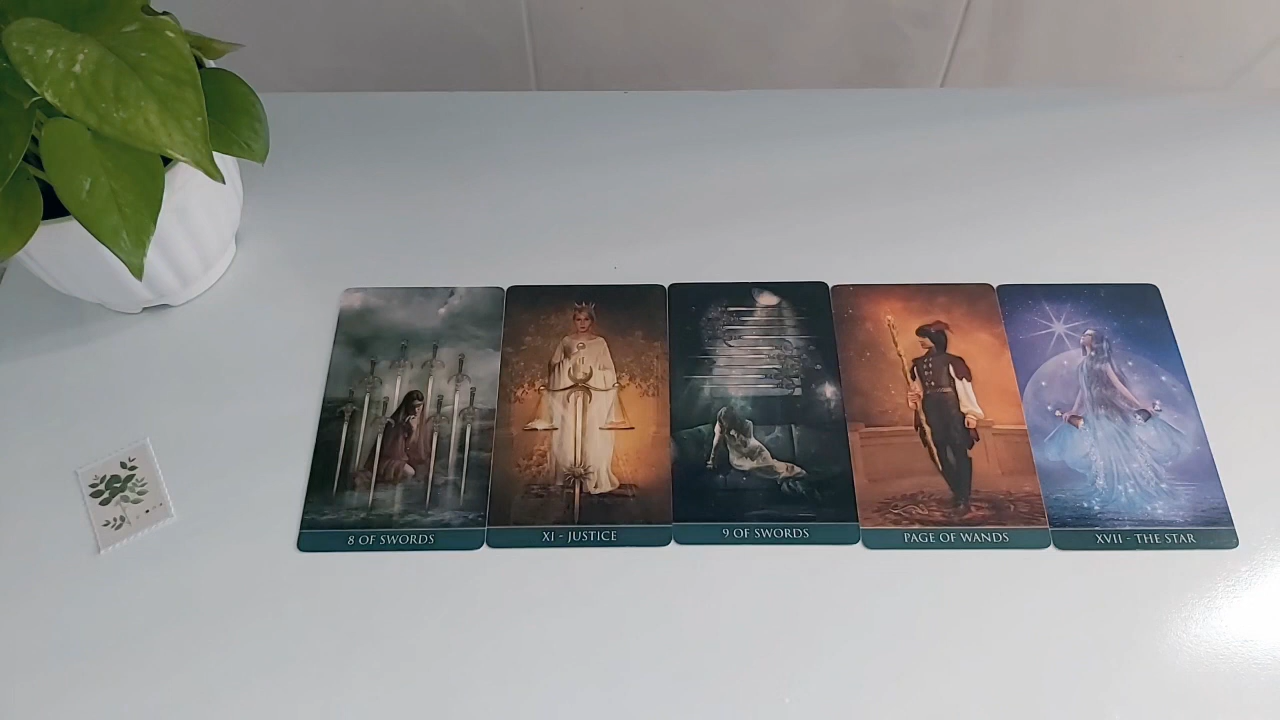 8 OF SWORDS
XI - JUSTICE
9 OF SWORDS
PAGE OF WANDS
XVII - THE STAR